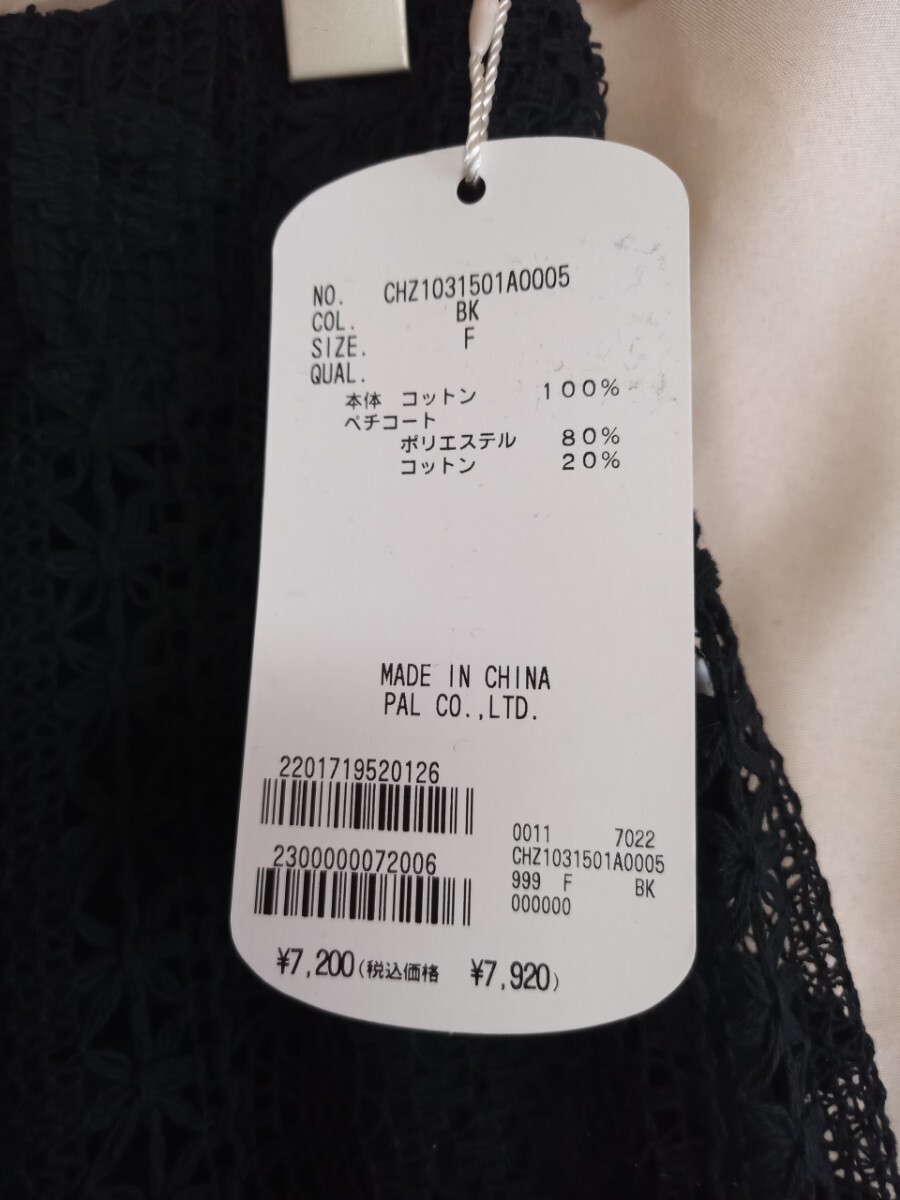 NO. CHZ1031501A0005
COL. BK
SIZE. F
QUAL.
本体 コットン 100%
ペチコート
ポリエステル 80%
コットン 20%
MADE IN CHINA
PAL CO.,LTD.
2201719520126
2300000072006
0011 7022
CHZ1031501A0005
999 F BK
000000
¥7,200(税込価格 ¥7,920)